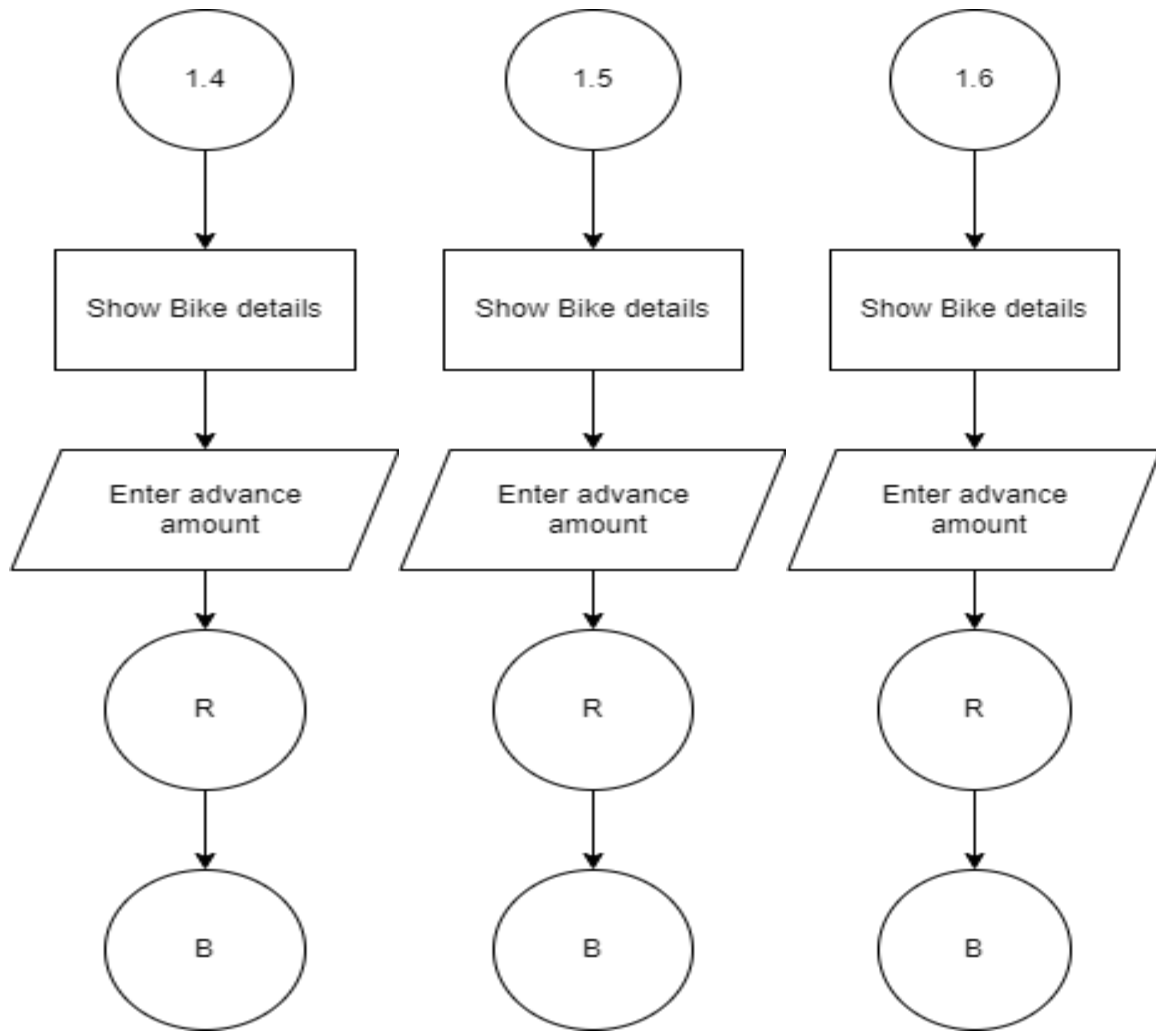 1.4
Show Bike details
Enter advance
amount
R
B
1.5
Show Bike details
Enter advance
amount
R
B
1.6
Show Bike details
Enter advance
amount
R
B